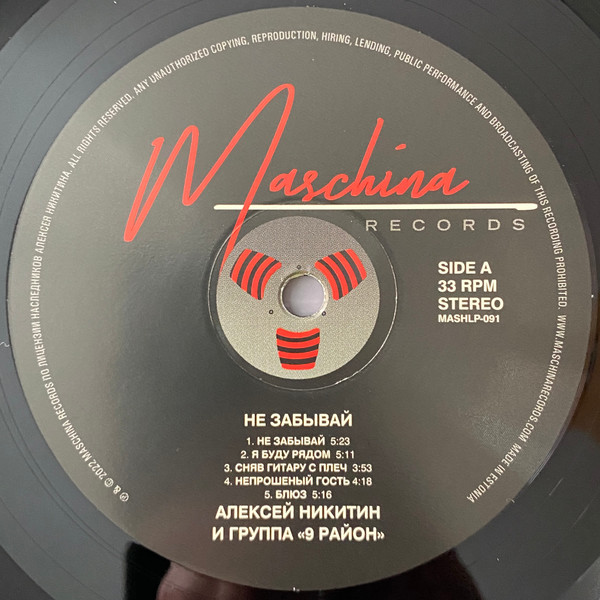 ℗ & © 2022 MASCHINA RECORDS ПО ЛИЦЕНЗИИ НАСЛЕДНИКОВ АЛЕКСЕЯ НИКИТИНА. ALL RIGHTS RESERVED. ANY UNAUTHORIZED COPYING, REPRODUCTION, HIRING, LENDING, PUBLIC PERFORMANCE AND BROADCASTING OF THIS RECORDING PROHIBITED. WWW.MASCHINARECORDS.COM MADE IN ESTONIA
Maschina
RECORDS
SIDE A
33 RPM
STEREO
MASHLP-091
НЕ ЗАБЫВАЙ
1. НЕ ЗАБЫВАЙ 5:23
2. Я БУДУ РЯДОМ 5:11
3. СНЯВ ГИТАРУ С ПЛЕЧ 3:53
4. НЕПРОШЕНЫЙ ГОСТЬ 4:18
5. БЛЮЗ 5:16
АЛЕКСЕЙ НИКИТИН
И ГРУППА «9 РАЙОН»